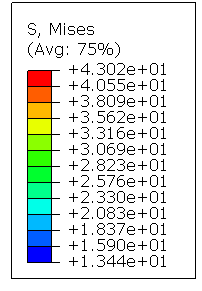 S, Mises
(Avg: 75%)
+4.302e+01
+4.055e+01
+3.809e+01
+3.562e+01
+3.316e+01
+3.069e+01
+2.823e+01
+2.576e+01
+2.330e+01
+2.083e+01
+1.837e+01
+1.590e+01
+1.344e+01